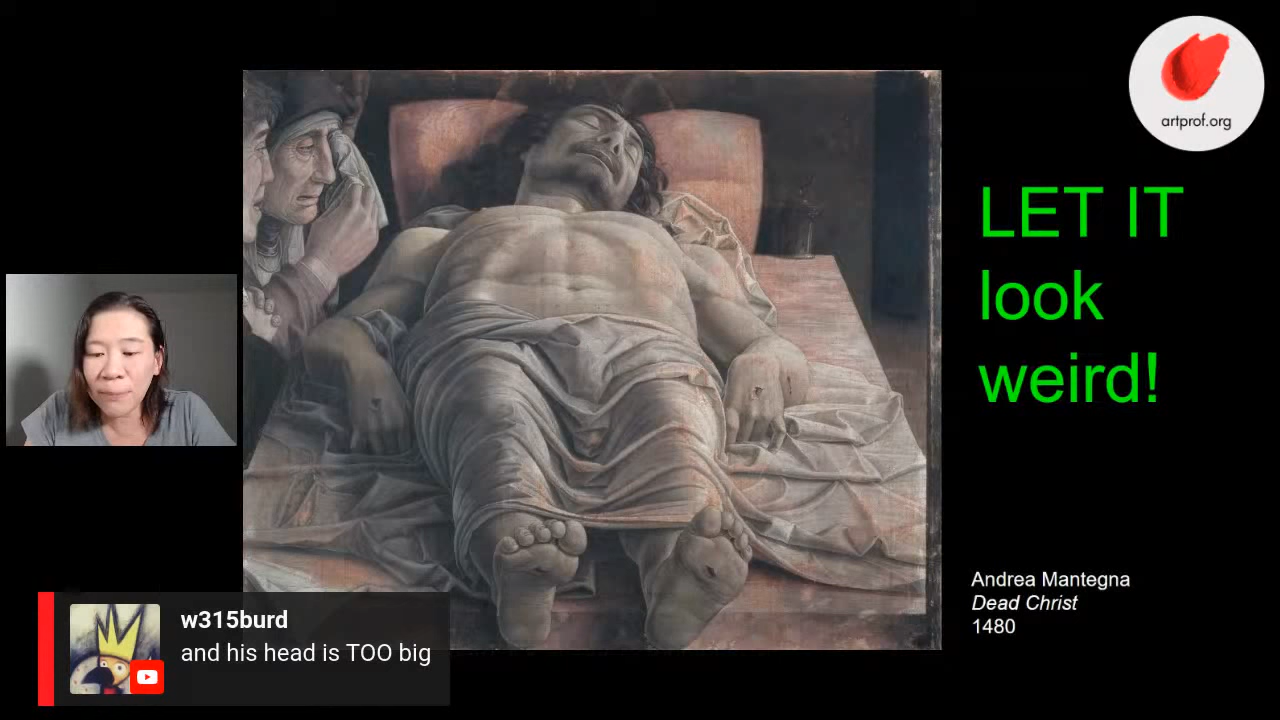 artprof.org
LET IT
look
weird!
Andrea Mantegna
Dead Christ
1480
w315burd
and his head is TOO big